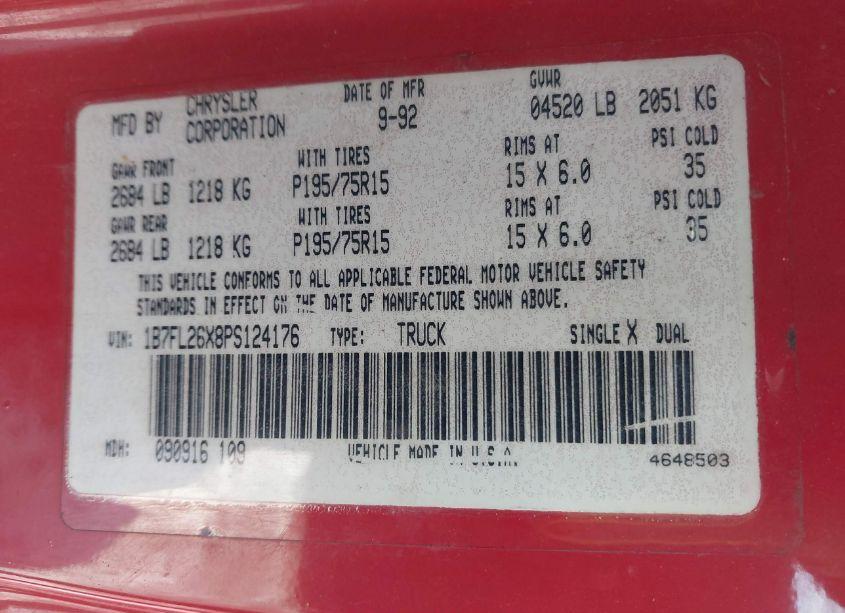 MFD BY CHRYSLER CORPORATION DATE OF MFR 9-92 GVWR 04520 LB 2051 KG
GAWR FRONT WITH TIRES RIMS AT PSI COLD
2684 LB 1218 KG P195/75R15 15 X 6.0 35
GAWR REAR WITH TIRES RIMS AT PSI COLD
2684 LB 1218 KG P195/75R15 15 X 6.0 35
THIS VEHICLE CONFORMS TO ALL APPLICABLE FEDERAL MOTOR VEHICLE SAFETY
STANDARDS IN EFFECT ON THE DATE OF MANUFACTURE SHOWN ABOVE.
VIN: 1B7FL26X8PS124176 TYPE: TRUCK SINGLE X DUAL
MDH: 090916 109 VEHICLE MADE IN U.S.A. 4648503